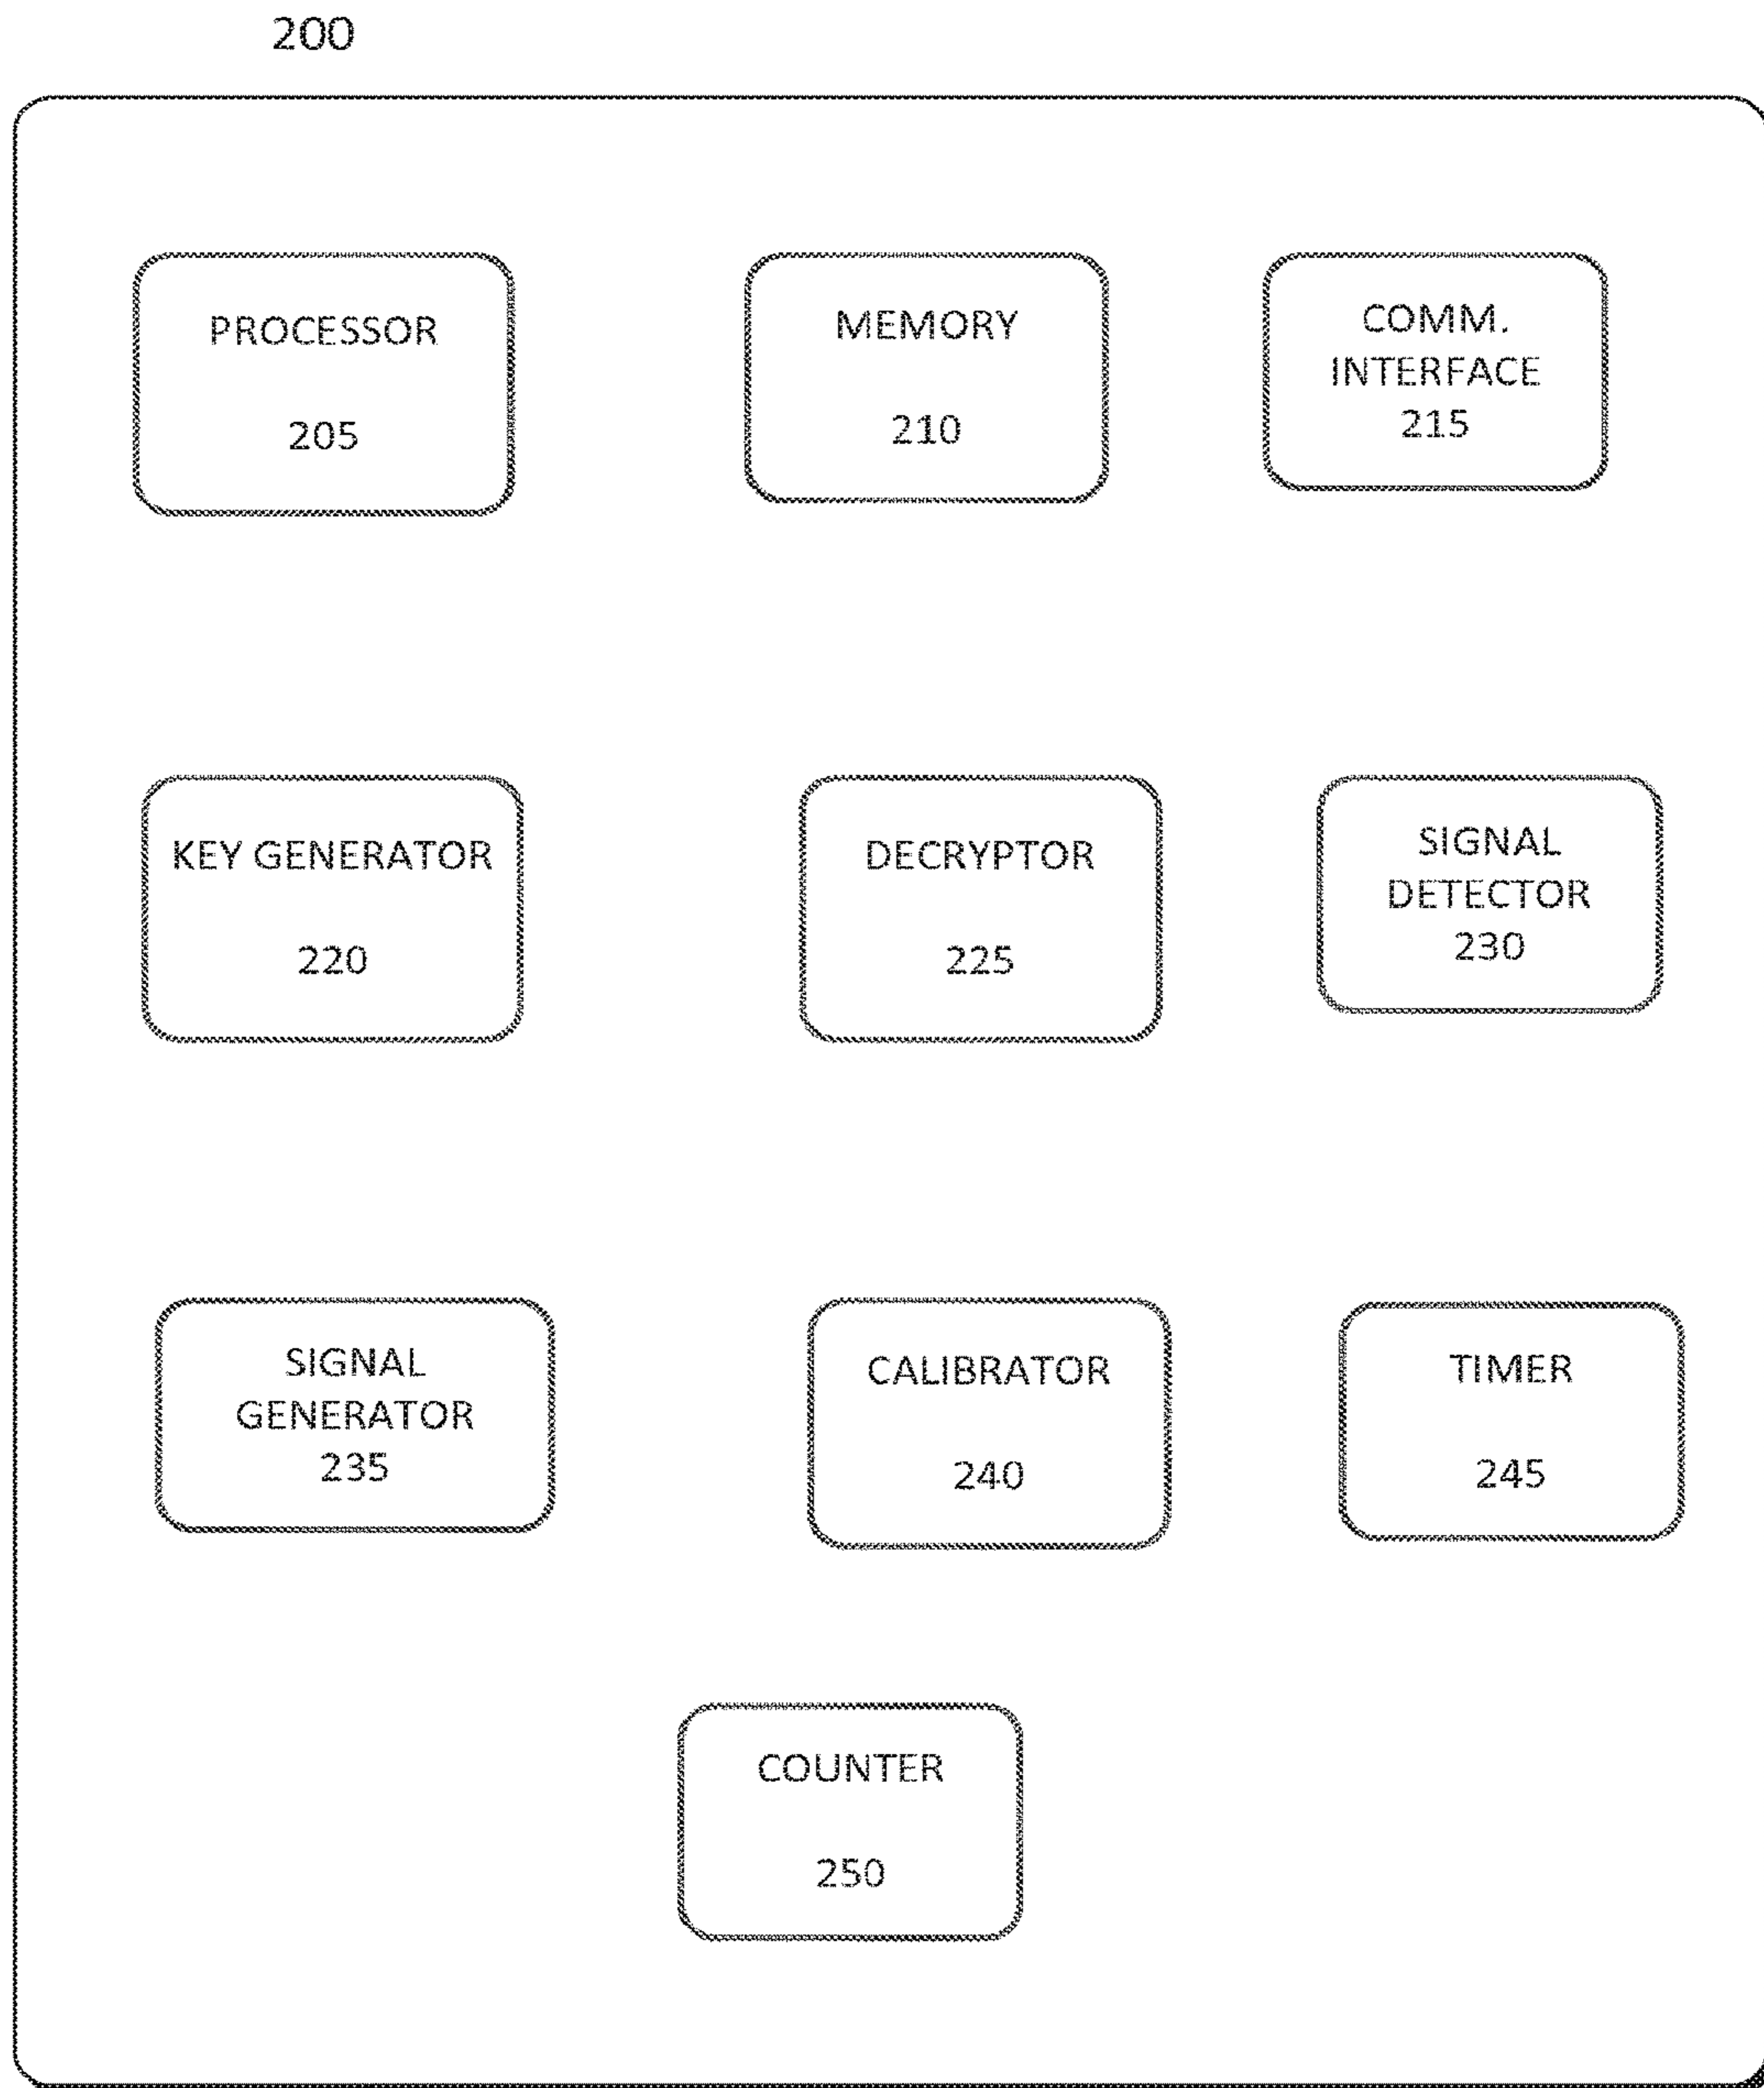 200
PROCESSOR
205
MEMORY
210
COMM.
INTERFACE
215
KEY GENERATOR
220
DECRYPTOR
225
SIGNAL
DETECTOR
230
SIGNAL
GENERATOR
235
CALIBRATOR
240
TIMER
245
COUNTER
250